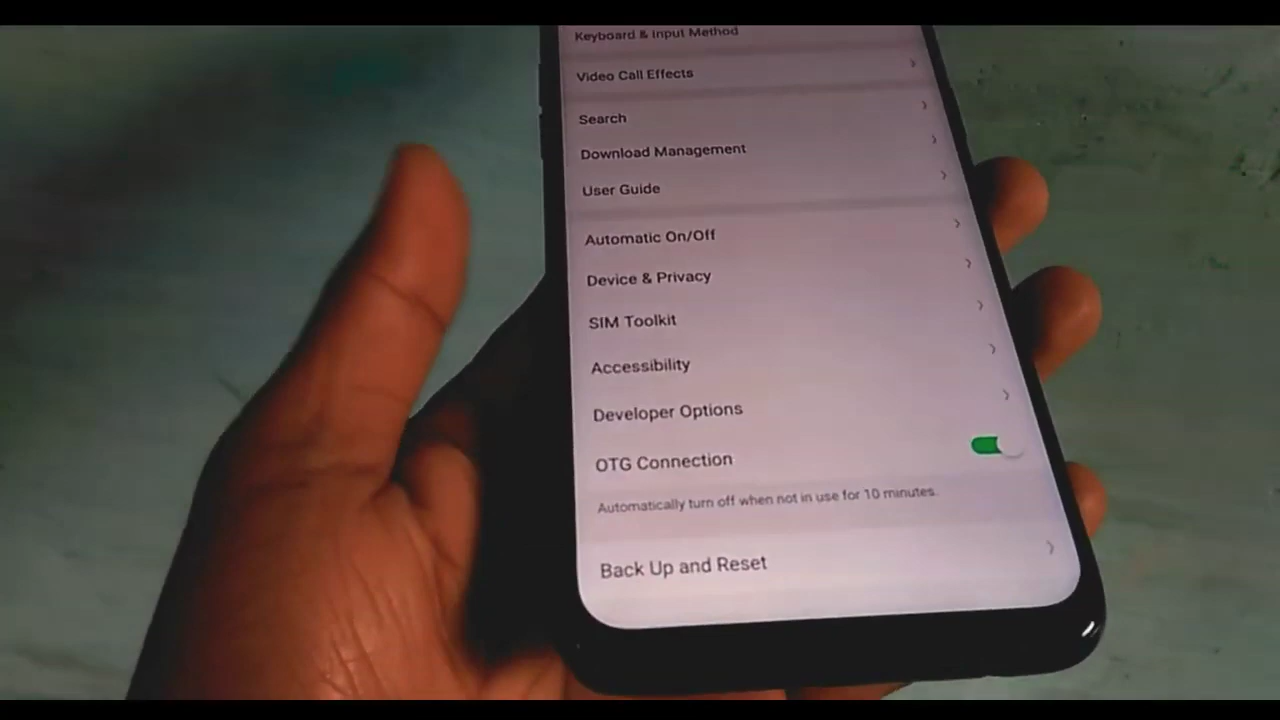 Keyboard & Input Method
Video Call Effects
Search
Download Management
User Guide
Automatic On/Off
Device & Privacy
SIM Toolkit
Accessibility
Developer Options
OTG Connection
Automatically turn off when not in use for 10 minutes.
Back Up and Reset